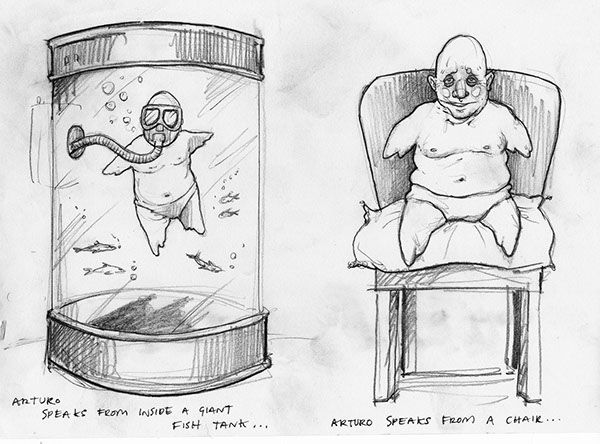 ARTURO
SPEAKS FROM INSIDE A GIANT
FISH TANK...
ARTURO SPEAKS FROM A CHAIR...